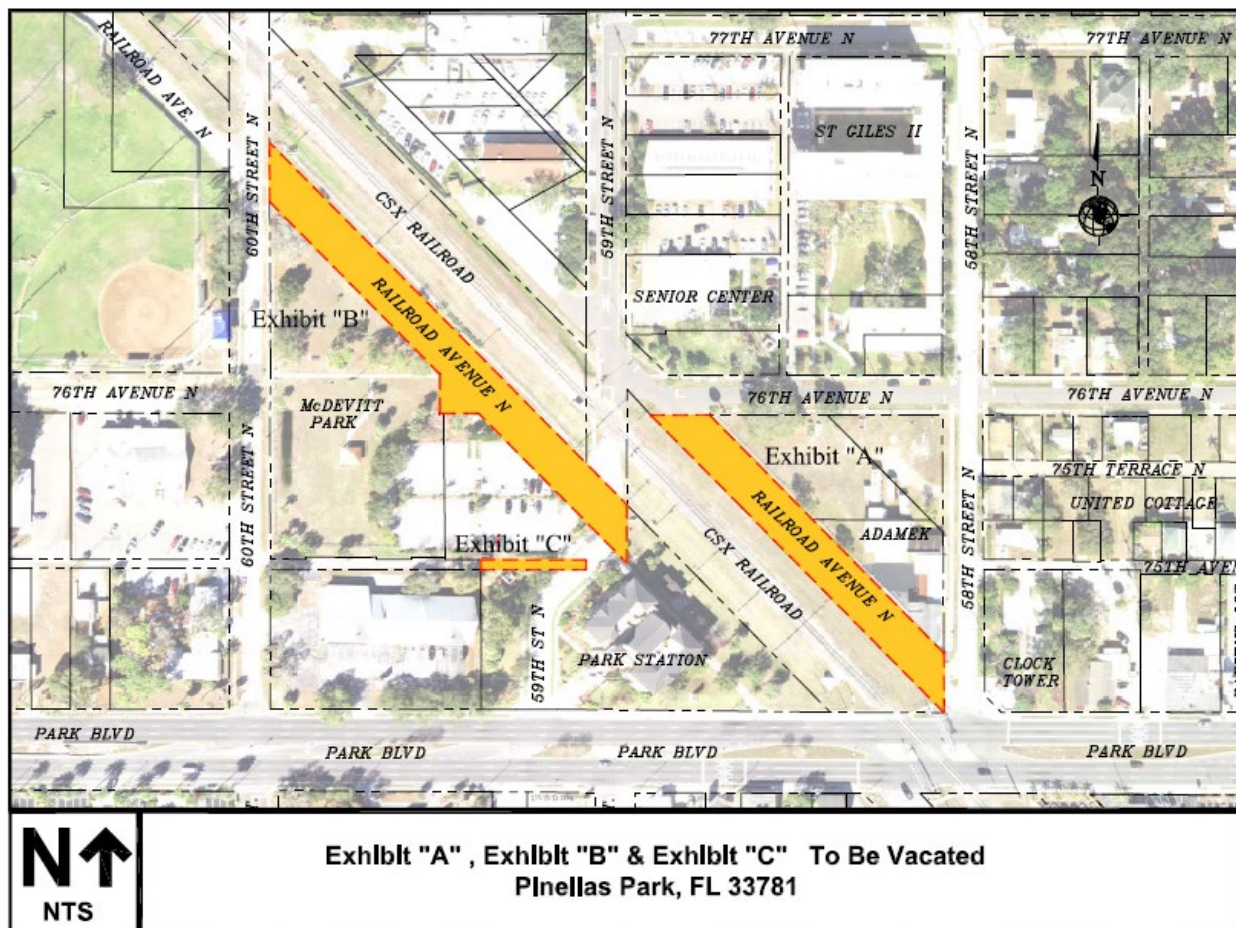 RAILROAD AVE. N
77TH AVENUE N
77TH AVENUE N
60TH STREET N
59TH STREET N
58TH STREET N
ST GILES II
N
CSX RAILROAD
SENIOR CENTER
Exhibit "B"
RAILROAD AVENUE N
76TH AVENUE N
76TH AVENUE N
76TH AVENUE N
McDEVITT
PARK
Exhibit "A"
75TH TERRACE N
UNITED COTTAGE
60TH STREET N
RAILROAD AVENUE N
ADAMEK
58TH STREET N
Exhibit "C"
CSX RAILROAD
75TH AVEN
59TH ST N
PARK STATION
CLOCK
TOWER
PARK BLVD
PARK BLVD
PARK BLVD
PARK BLVD
N
NTS
Exhibit "A" , Exhibit "B" & Exhibit "C" To Be Vacated
Pinellas Park, FL 33781